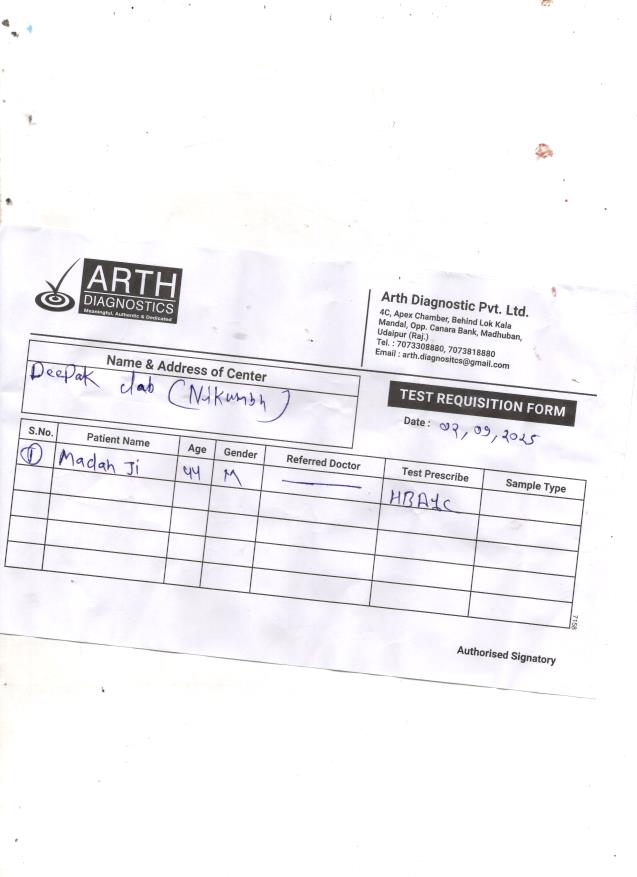 ARTH
DIAGNOSTICS
Meaningful, Authentic & Dedicated
Arth Diagnostic Pvt. Ltd.
4C, Apex Chamber, Behind Lok Kala
Mandal, Opp. Canara Bank, Madhuban,
Udaipur (Raj.)
Tel. : 7073308880, 7073818880
Email : arth.diagnositcs@gmail.com
Name & Address of Center
Deepak Lab (Nikumbh)
TEST REQUISITION FORM
Date : 02, 09, 2025
S.No. Patient Name Age Gender Referred Doctor Test Prescribe Sample Type
1 Madan Ji 44 M HBA1C
7158
Authorised Signatory